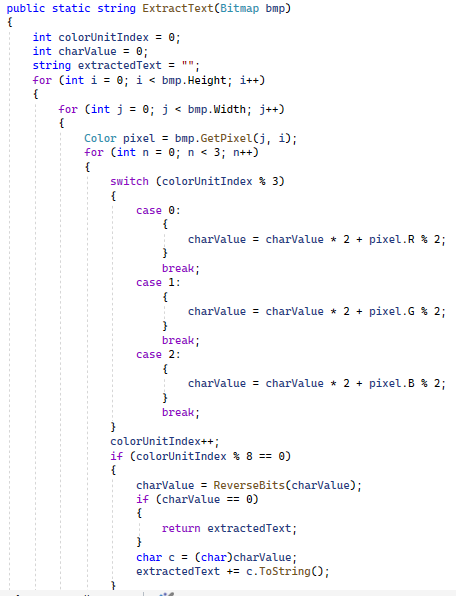 public static string ExtractText(Bitmap bmp)
{
    int colorUnitIndex = 0;
    int charValue = 0;
    string extractedText = "";
    for (int i = 0; i < bmp.Height; i++)
    {
        for (int j = 0; j < bmp.Width; j++)
        {
            Color pixel = bmp.GetPixel(j, i);
            for (int n = 0; n < 3; n++)
            {
                switch (colorUnitIndex % 3)
                {
                    case 0:
                        {
                            charValue = charValue * 2 + pixel.R % 2;
                        }
                        break;
                    case 1:
                        {
                            charValue = charValue * 2 + pixel.G % 2;
                        }
                        break;
                    case 2:
                        {
                            charValue = charValue * 2 + pixel.B % 2;
                        }
                        break;
                }
                colorUnitIndex++;
                if (colorUnitIndex % 8 == 0)
                {
                    charValue = ReverseBits(charValue);
                    if (charValue == 0)
                    {
                        return extractedText;
                    }
                    char c = (char)charValue;
                    extractedText += c.ToString();
                }